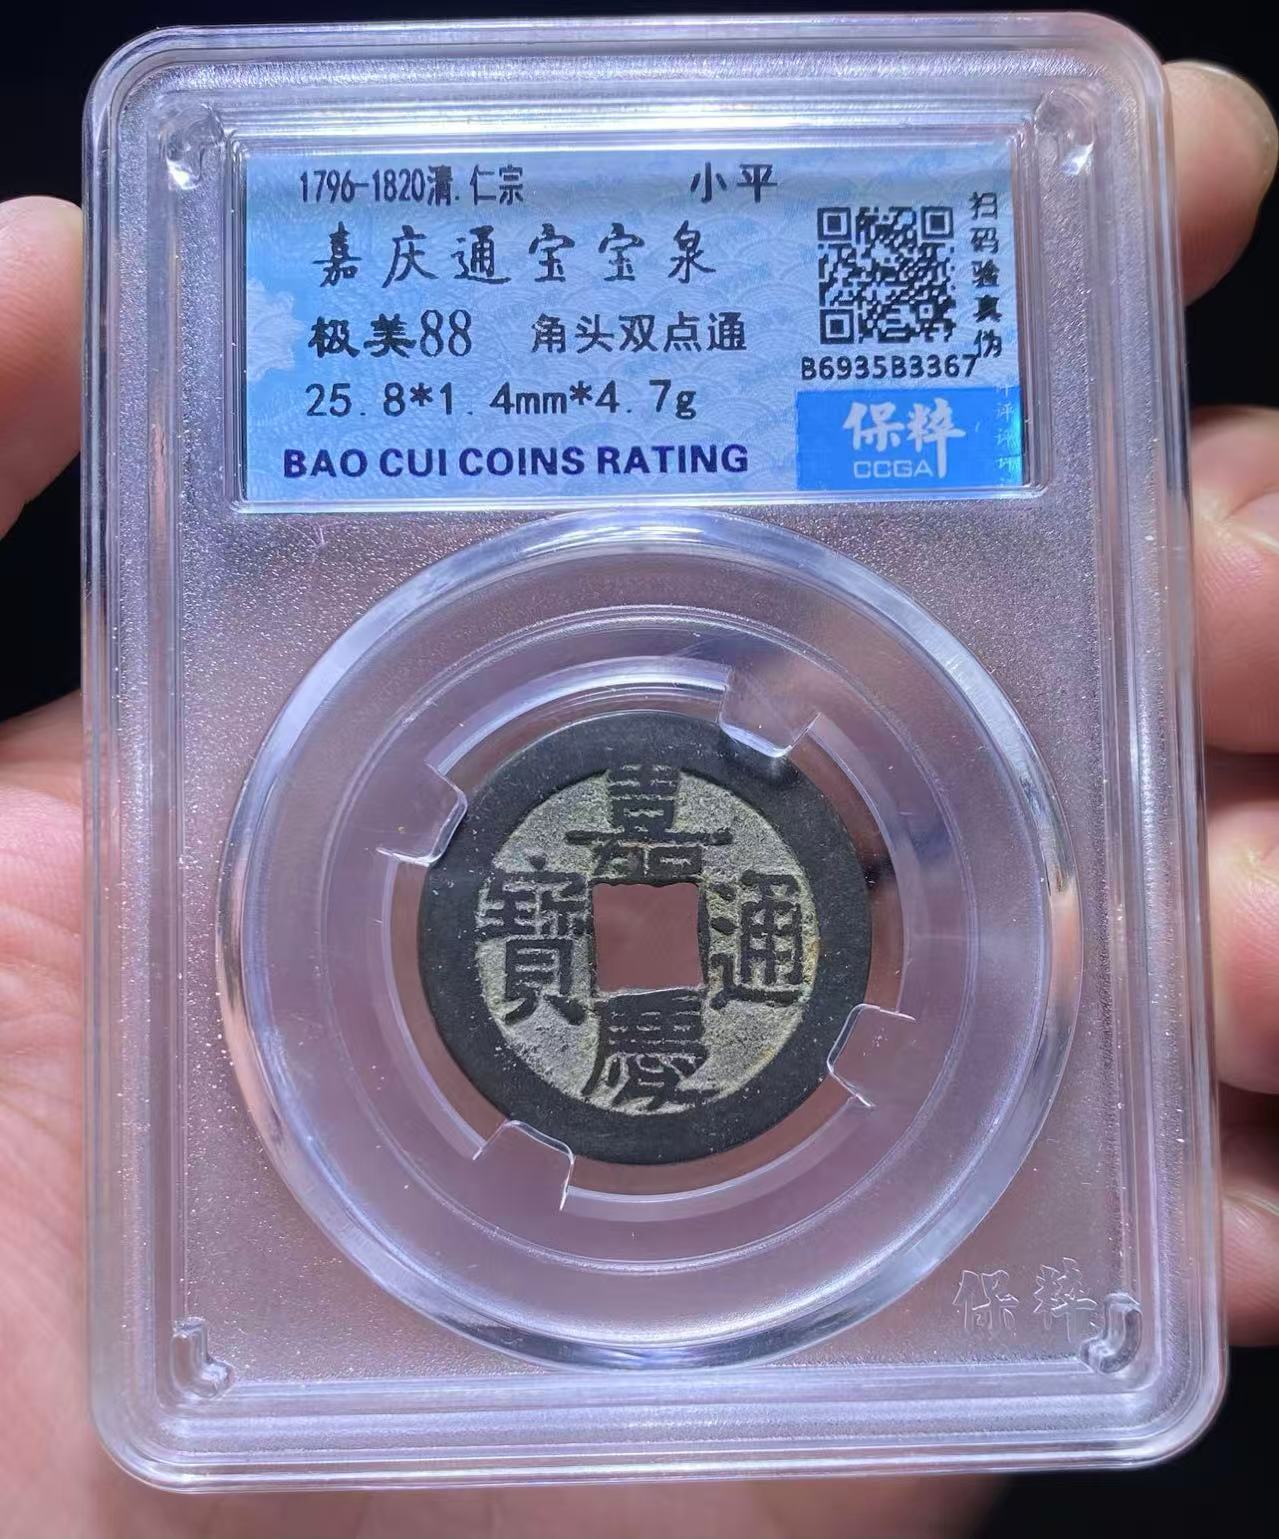 1796-1820清.仁宗 小平
嘉庆通宝宝泉
极美88 角头双点通
25.8*1.4mm*4.7g
BAO CUI COINS RATING
扫码验真伪
B6935B3367
保粹
CCGA
嘉慶通寶
保粹